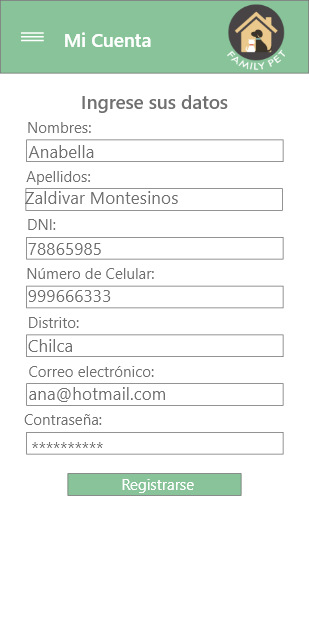 Mi Cuenta
FAMILY PET
Ingrese sus datos
Nombres:
Anabella
Apellidos:
Zaldivar Montesinos
DNI:
78865985
Número de Celular:
999666333
Distrito:
Chilca
Correo electrónico:
ana@hotmail.com
Contraseña:
**********
Registrarse